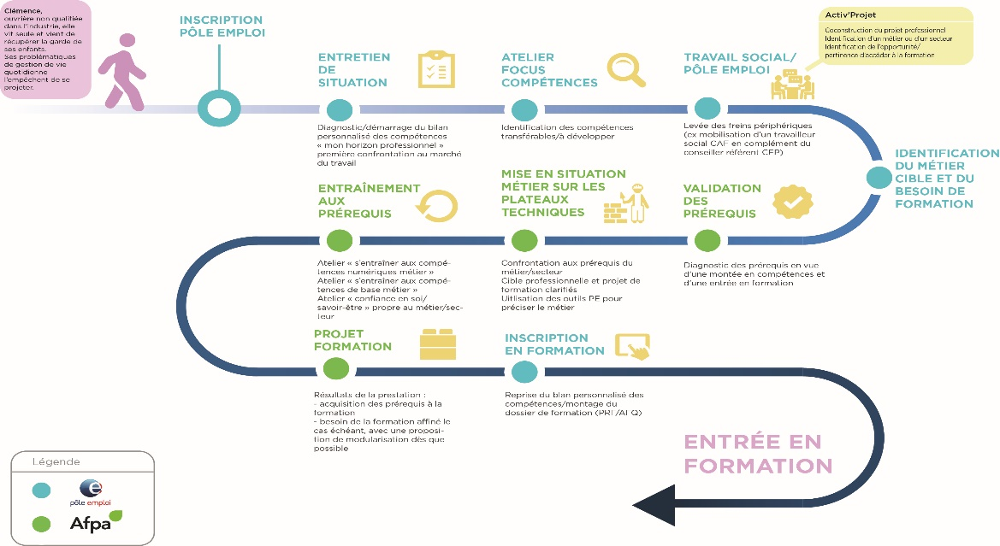 Clémence,
ouvrière non qualifiée
dans l'industrie, elle
vit seule et vient de
récupérer la garde de
ses enfants.
Ses problématiques
de gestion de vie
quotidienne
l'empêchent de se
projeter.
INSCRIPTION
PÔLE EMPLOI
ENTRETIEN
DE
SITUATION
Diagnostic/démarrage du bilan
personnalisé des compétences
« mon horizon professionnel »
première confrontation au marché
du travail
ATELIER
FOCUS
COMPÉTENCES
Identification des compétences
transférables/à développer
TRAVAIL SOCIAL/
PÔLE EMPLOI
Levée des freins périphériques
(ex mobilisation d'un travailleur
social CAF en complément du
conseiller référent CEP)
Activ'Projet
Coconstruction du projet professionnel
Identification d'un métier ou d'un secteur
Identification de l'opportunité/
pertinence d'accéder à la formation
IDENTIFICATION
DU MÉTIER
CIBLE ET DU
BESOIN DE
FORMATION
VALIDATION
DES
PRÉREQUIS
Diagnostic des prérequis en vue
d'une montée en compétences et
d'une entrée en formation
MISE EN SITUATION
MÉTIER SUR LES
PLATEAUX
TECHNIQUES
Confrontation aux prérequis du
métier/secteur
Cible professionnelle et projet de
formation clarifiés
Uitlisation des outils PE pour
préciser le métier
ENTRAÎNEMENT
AUX
PRÉREQUIS
Atelier « s'entraîner aux compé-
tences numériques métier »
Atelier « s'entraîner aux compé-
tences de base métier »
Atelier « confiance en soi/
savoir-être » propre au métier/sec-
teur
PROJET
FORMATION
Résultats de la prestation :
- acquisition des prérequis à la
formation
- besoin de la formation affiné le
cas échéant, avec une proposi-
tion de modularisation dès que
possible
INSCRIPTION
EN FORMATION
Reprise du blan personnalisé des
compétences/montage du
dossier de formation (PRF/AFQ)
ENTRÉE EN
FORMATION
Légende
pôle emploi
Afpa